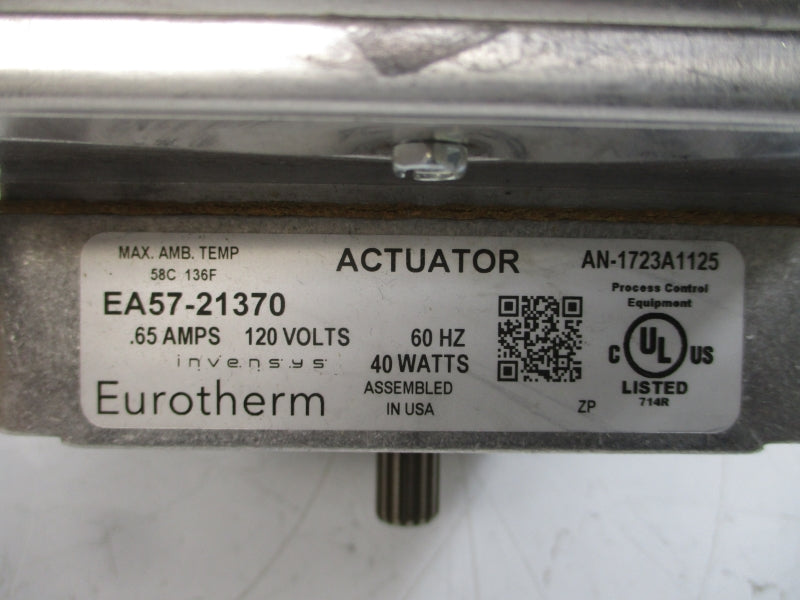 MAX. AMB. TEMP
58C 136F
ACTUATOR
AN-1723A1125
EA57-21370
.65 AMPS 120 VOLTS 60 HZ
invensys
40 WATTS
Eurotherm
ASSEMBLED
IN USA
Process Control
Equipment
C UL US
LISTED
714R
ZP